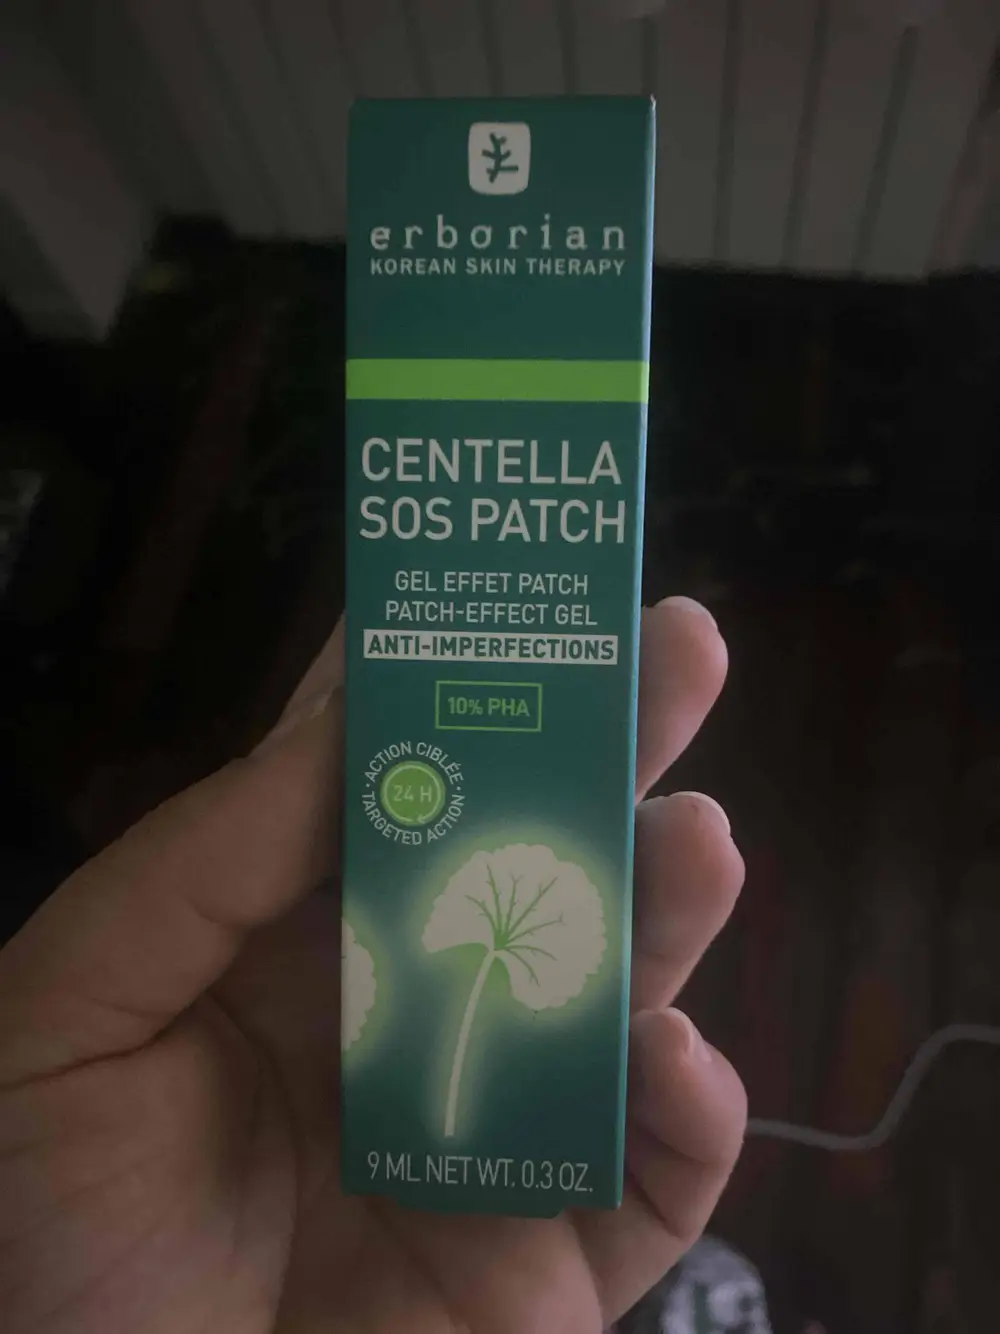 erborian
KOREAN SKIN THERAPY
CENTELLA
SOS PATCH
GEL EFFET PATCH
PATCH-EFFECT GEL
ANTI-IMPERFECTIONS
10% PHA
· ACTION CIBLÉE ·
24 H
TARGETED ACTION
9 ML NET WT. 0.3 OZ.